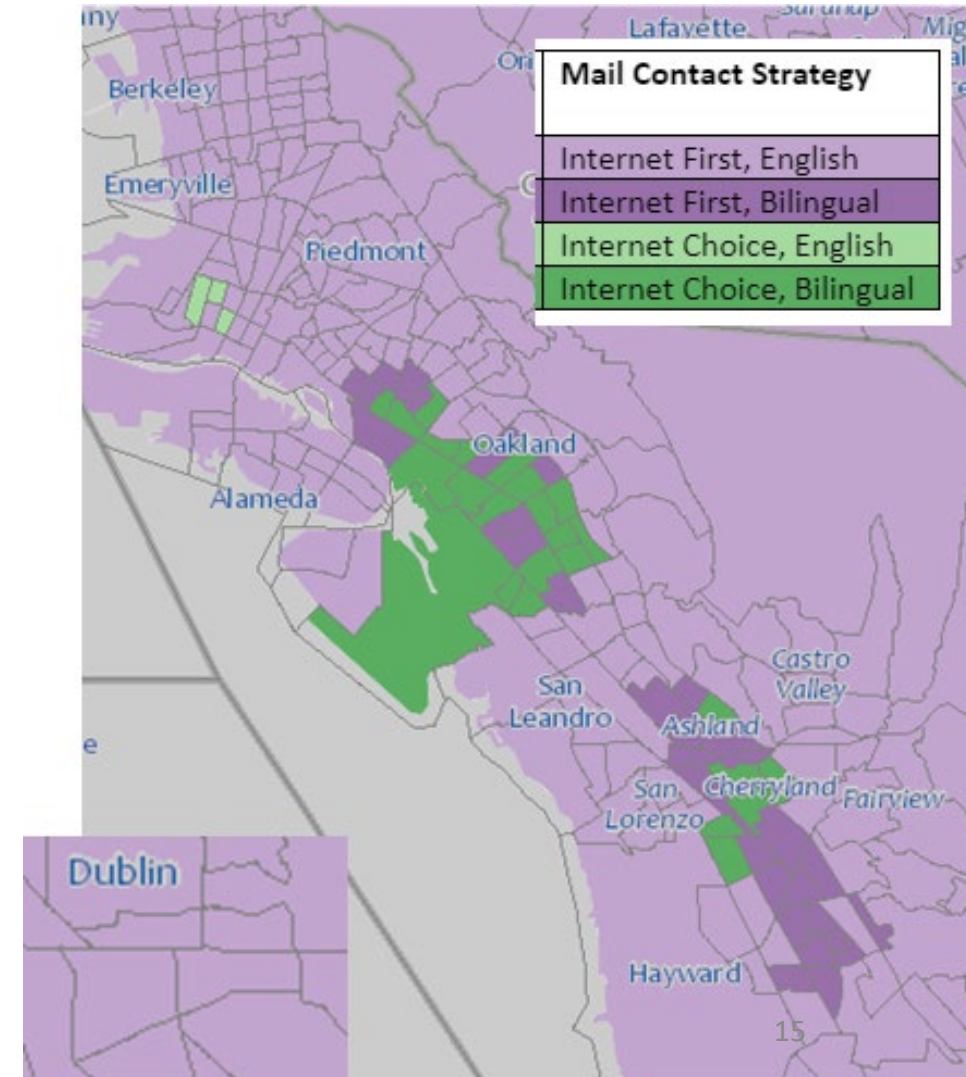 Lafayette
Berkeley
Emeryville
Piedmont
Mail Contact Strategy
Internet First, English
Internet First, Bilingual
Internet Choice, English
Internet Choice, Bilingual
Oakland
Alameda
Castro
Valley
San
Leandro
Ashland
San
Lorenzo
Cherryland
Fairview
Dublin
Hayward
15